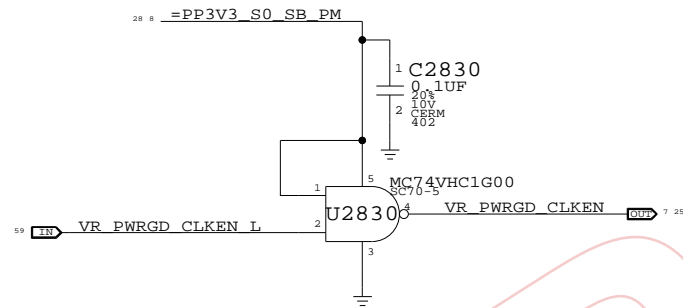 28 8 =PP3V3_S0_SB_PM
1 C2830
0.1UF
20%
10V
2 CERM
402
5 MC74VHC1G00
SC70-5
1
U2830 4 VR_PWRGD_CLKEN OUT 7 25
2
59 IN VR_PWRGD_CLKEN_L
3